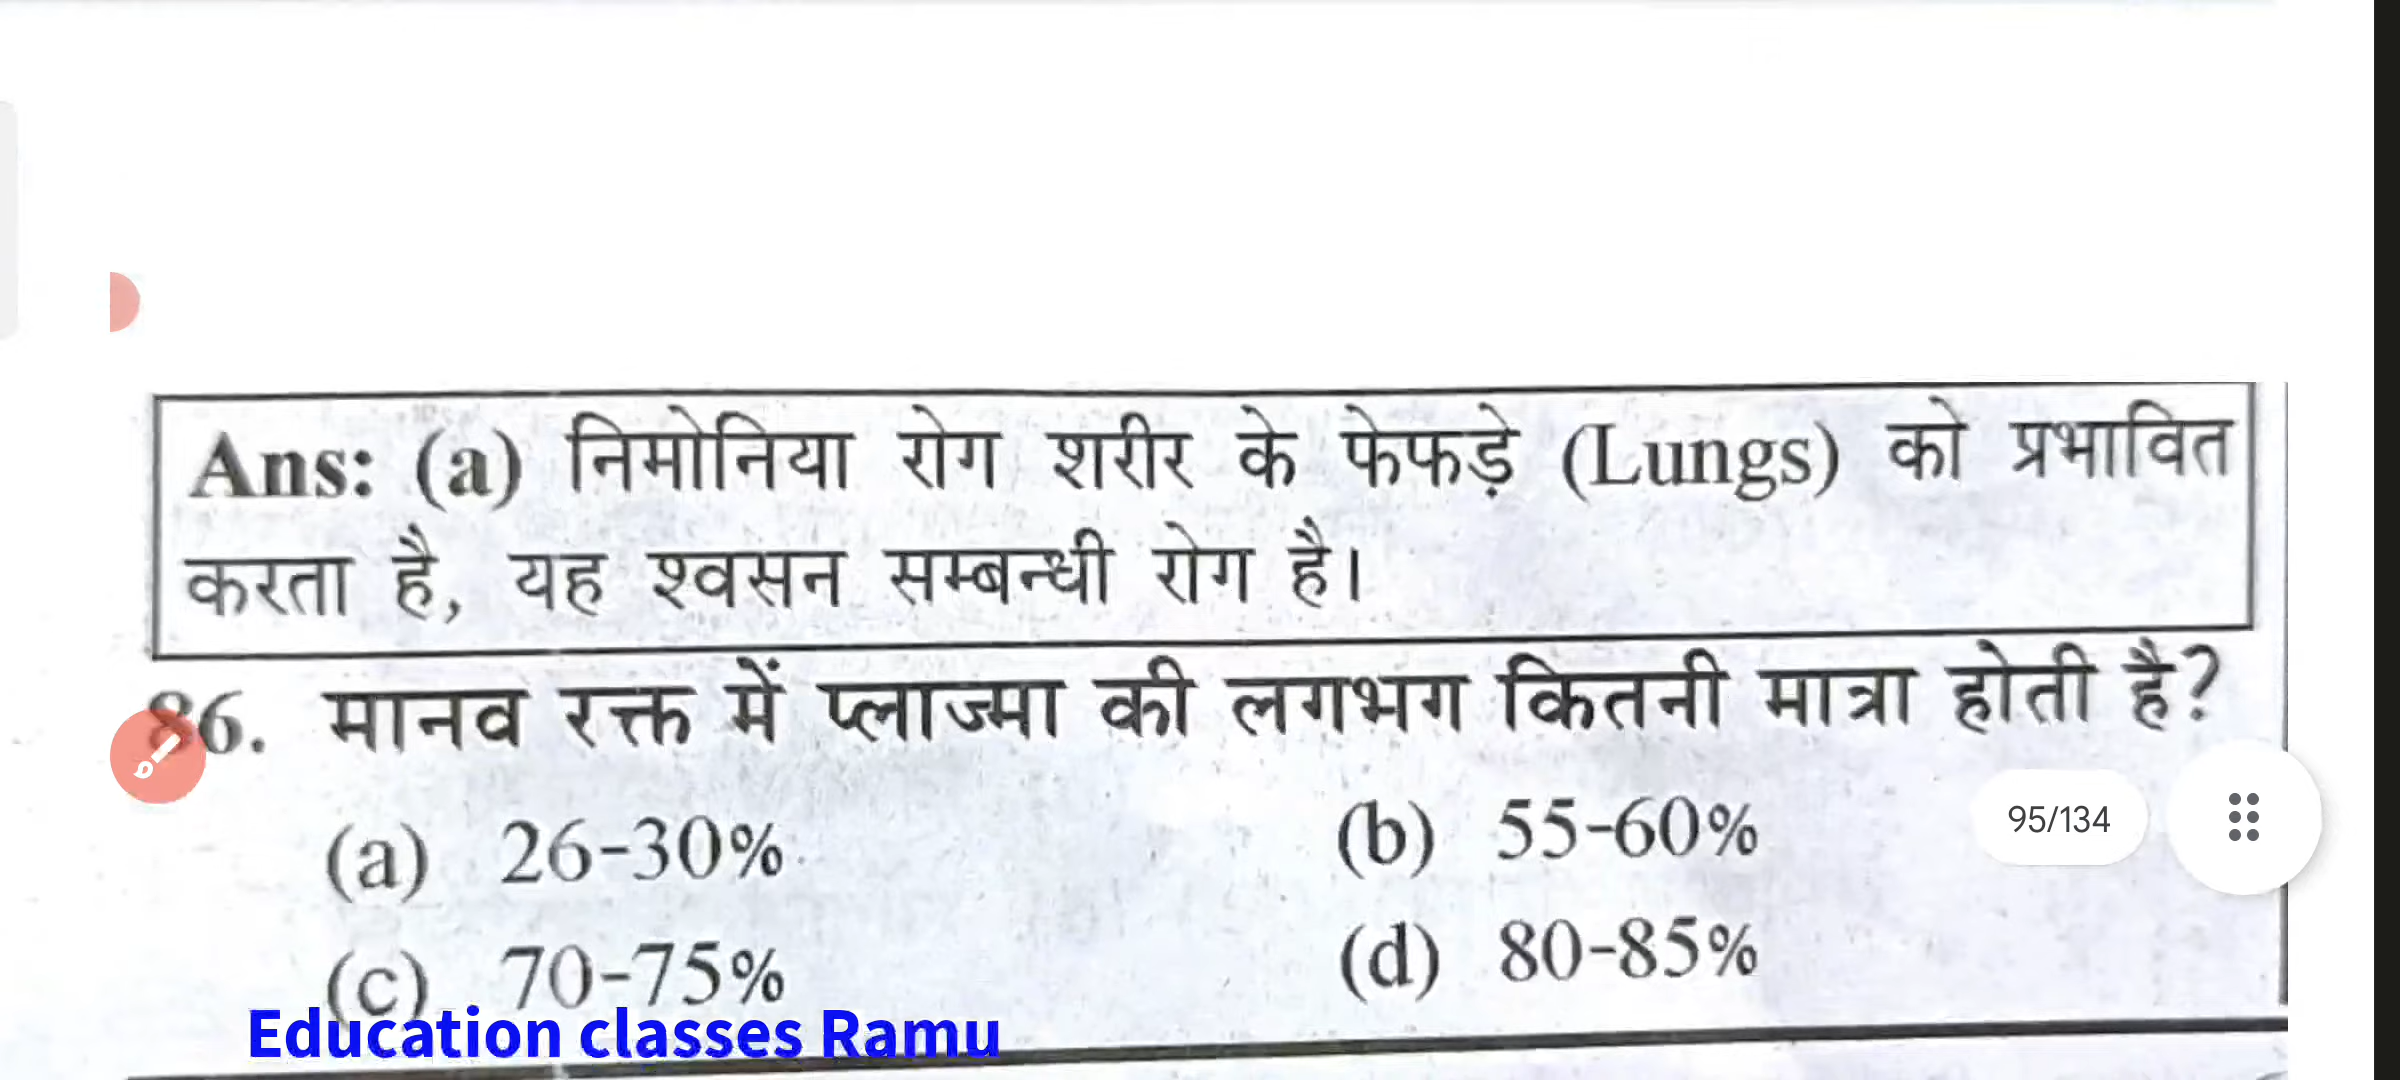 Ans: (a) निमोनिया रोग शरीर के फेफड़े (Lungs) को प्रभावित
करता है, यह श्वसन सम्बन्धी रोग है।
86. मानव रक्त में प्लाज्मा की लगभग कितनी मात्रा होती है?
(a) 26-30% (b) 55-60%
95/134
(c) 70-75% (d) 80-85%
Education classes Ramu